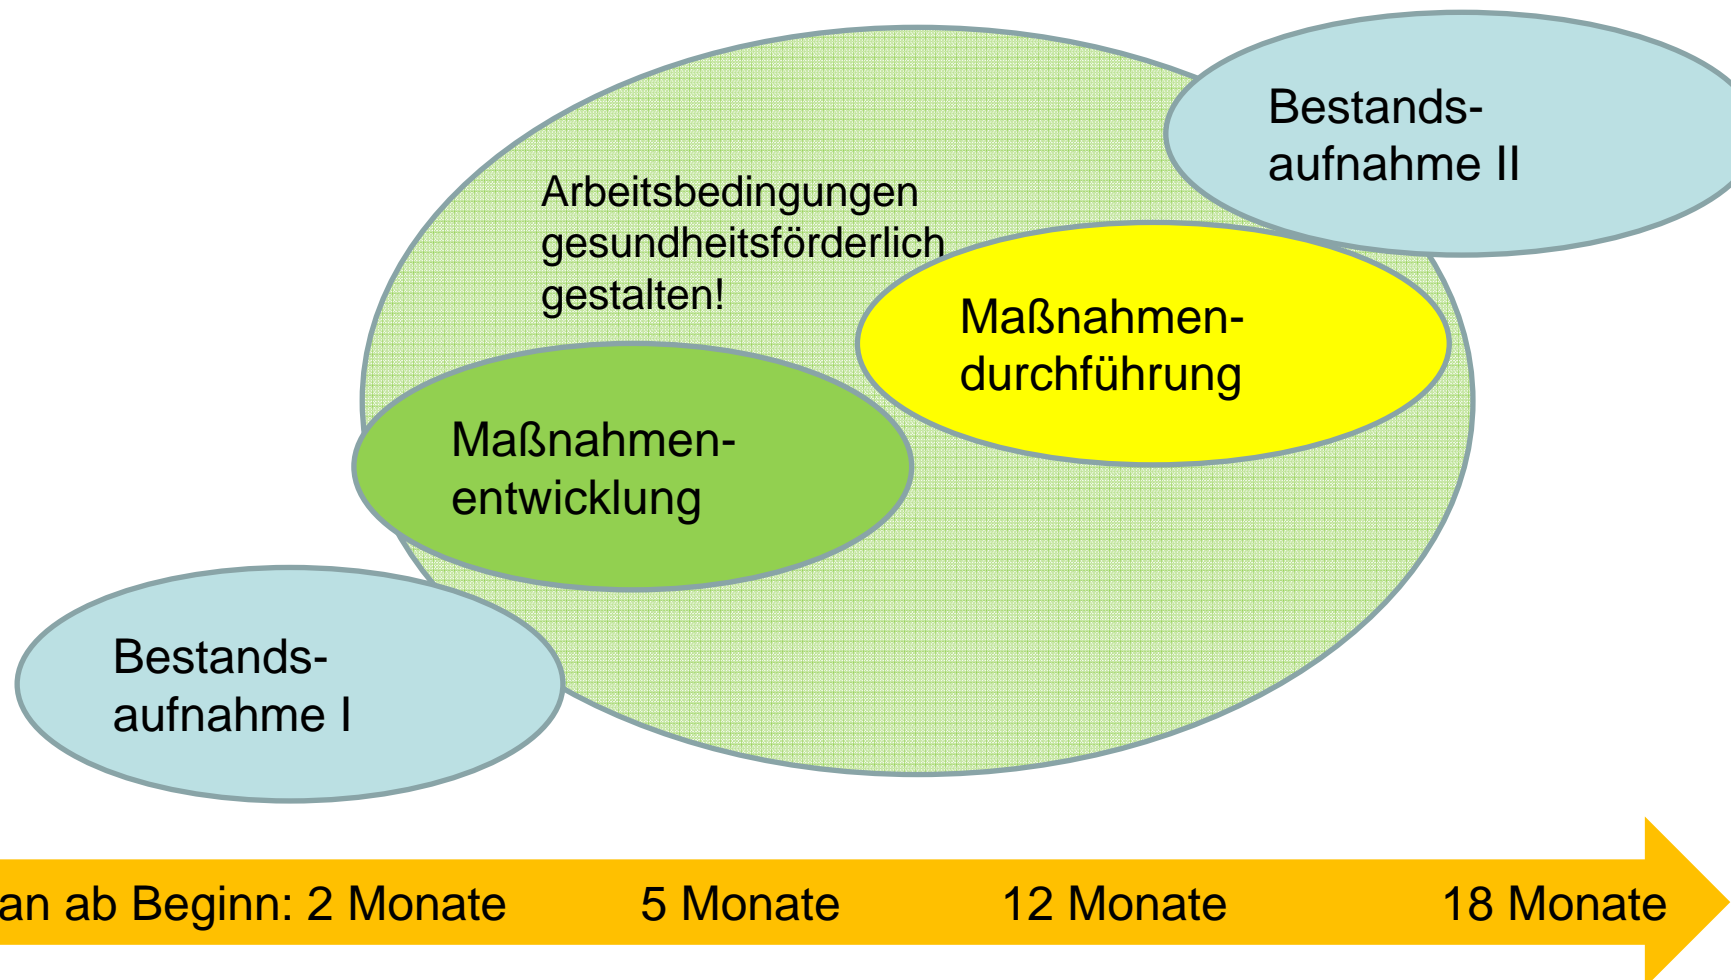 Bestands-
aufnahme II
Arbeitsbedingungen
gesundheitsförderlich
gestalten!
Maßnahmen-
durchführung
Maßnahmen-
entwicklung
Bestands-
aufnahme I
an ab Beginn: 2 Monate 5 Monate 12 Monate 18 Monate